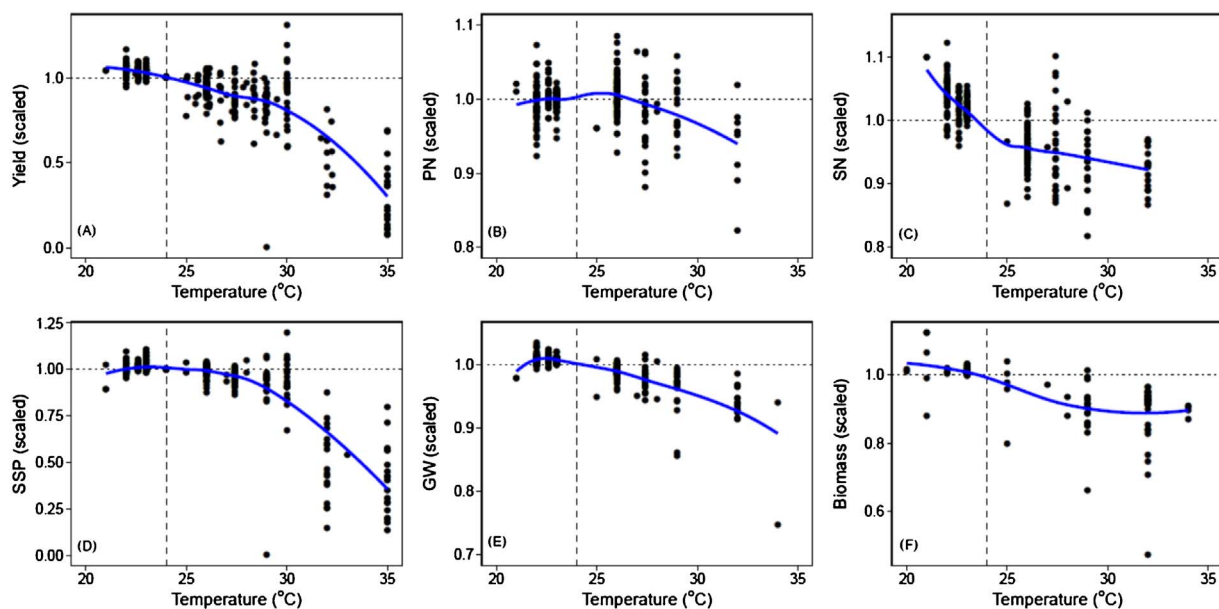 Yield (scaled)
1.0
0.5
0.0
(A)
20 25 30 35
Temperature (°C)
PN (scaled)
1.1
1.0
0.9
0.8
(B)
20 25 30 35
Temperature (°C)
SN (scaled)
1.1
1.0
0.9
0.8
(C)
20 25 30 35
Temperature (°C)
SSP (scaled)
1.25
1.00
0.75
0.50
0.25
0.00
(D)
20 25 30 35
Temperature (°C)
GW (scaled)
1.0
0.9
0.8
0.7
(E)
20 25 30 35
Temperature (°C)
Biomass (scaled)
1.0
0.8
0.6
(F)
20 25 30 35
Temperature (°C)